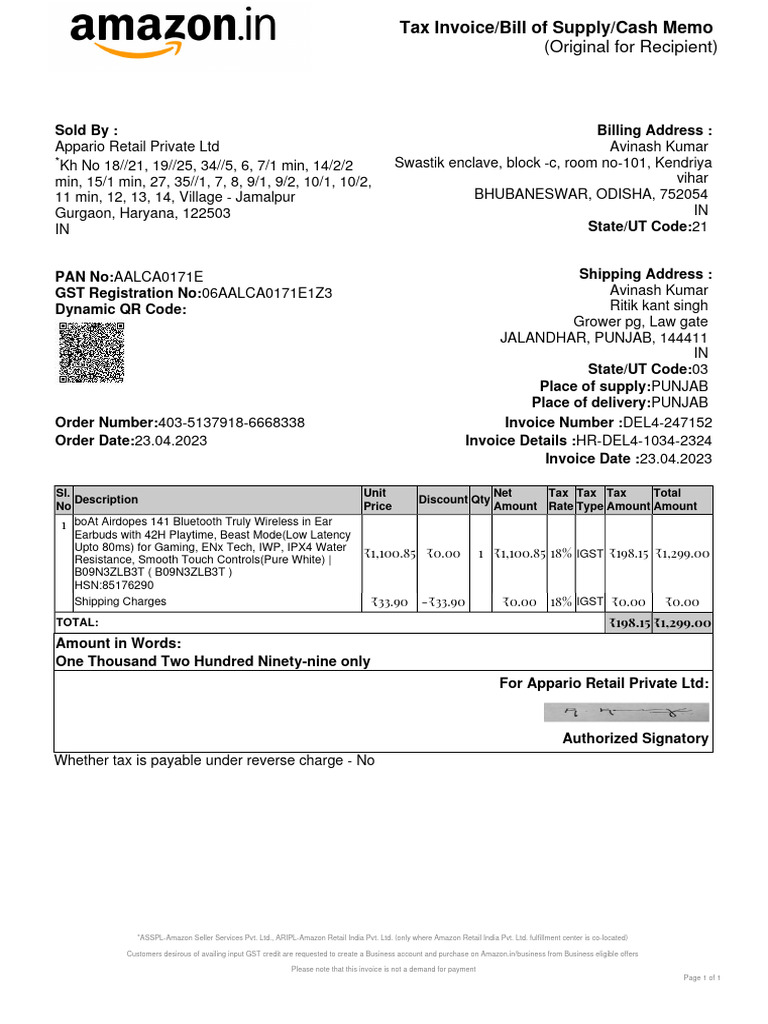 amazon.in
Tax Invoice/Bill of Supply/Cash Memo
(Original for Recipient)
Sold By :
Appario Retail Private Ltd
*Kh No 18//21, 19//25, 34//5, 6, 7/1 min, 14/2/2
min, 15/1 min, 27, 35//1, 7, 8, 9/1, 9/2, 10/1, 10/2,
11 min, 12, 13, 14, Village - Jamalpur
Gurgaon, Haryana, 122503
IN
Billing Address :
Avinash Kumar
Swastik enclave, block -c, room no-101, Kendriya
vihar
BHUBANESWAR, ODISHA, 752054
IN
State/UT Code:21
PAN No:AALCA0171E
GST Registration No:06AALCA0171E1Z3
Dynamic QR Code:
Shipping Address :
Avinash Kumar
Ritik kant singh
Grower pg, Law gate
JALANDHAR, PUNJAB, 144411
IN
State/UT Code:03
Place of supply:PUNJAB
Place of delivery:PUNJAB
Order Number:403-5137918-6668338
Order Date:23.04.2023
Invoice Number :DEL4-247152
Invoice Details :HR-DEL4-1034-2324
Invoice Date :23.04.2023
Sl. No Description Unit Price Discount Qty Net Amount Tax Rate Tax Type Tax Amount Total Amount
1 boAt Airdopes 141 Bluetooth Truly Wireless in Ear
Earbuds with 42H Playtime, Beast Mode(Low Latency
Upto 80ms) for Gaming, ENx Tech, IWP, IPX4 Water
Resistance, Smooth Touch Controls(Pure White) |
B09N3ZLB3T ( B09N3ZLB3T )
HSN:85176290
₹1,100.85 ₹0.00 1 ₹1,100.85 18% IGST ₹198.15 ₹1,299.00
Shipping Charges ₹33.90 -₹33.90 ₹0.00 18% IGST ₹0.00 ₹0.00
TOTAL: ₹198.15 ₹1,299.00
Amount in Words:
One Thousand Two Hundred Ninety-nine only
For Appario Retail Private Ltd:
Authorized Signatory
Whether tax is payable under reverse charge - No
*ASSPL-Amazon Seller Services Pvt. Ltd., ARIPL-Amazon Retail India Pvt. Ltd. (only where Amazon Retail India Pvt. Ltd. fulfillment center is co-located)
Customers desirous of availing input GST credit are requested to create a Business account and purchase on Amazon.in/business from Business eligible offers
Please note that this invoice is not a demand for payment
Page 1 of 1